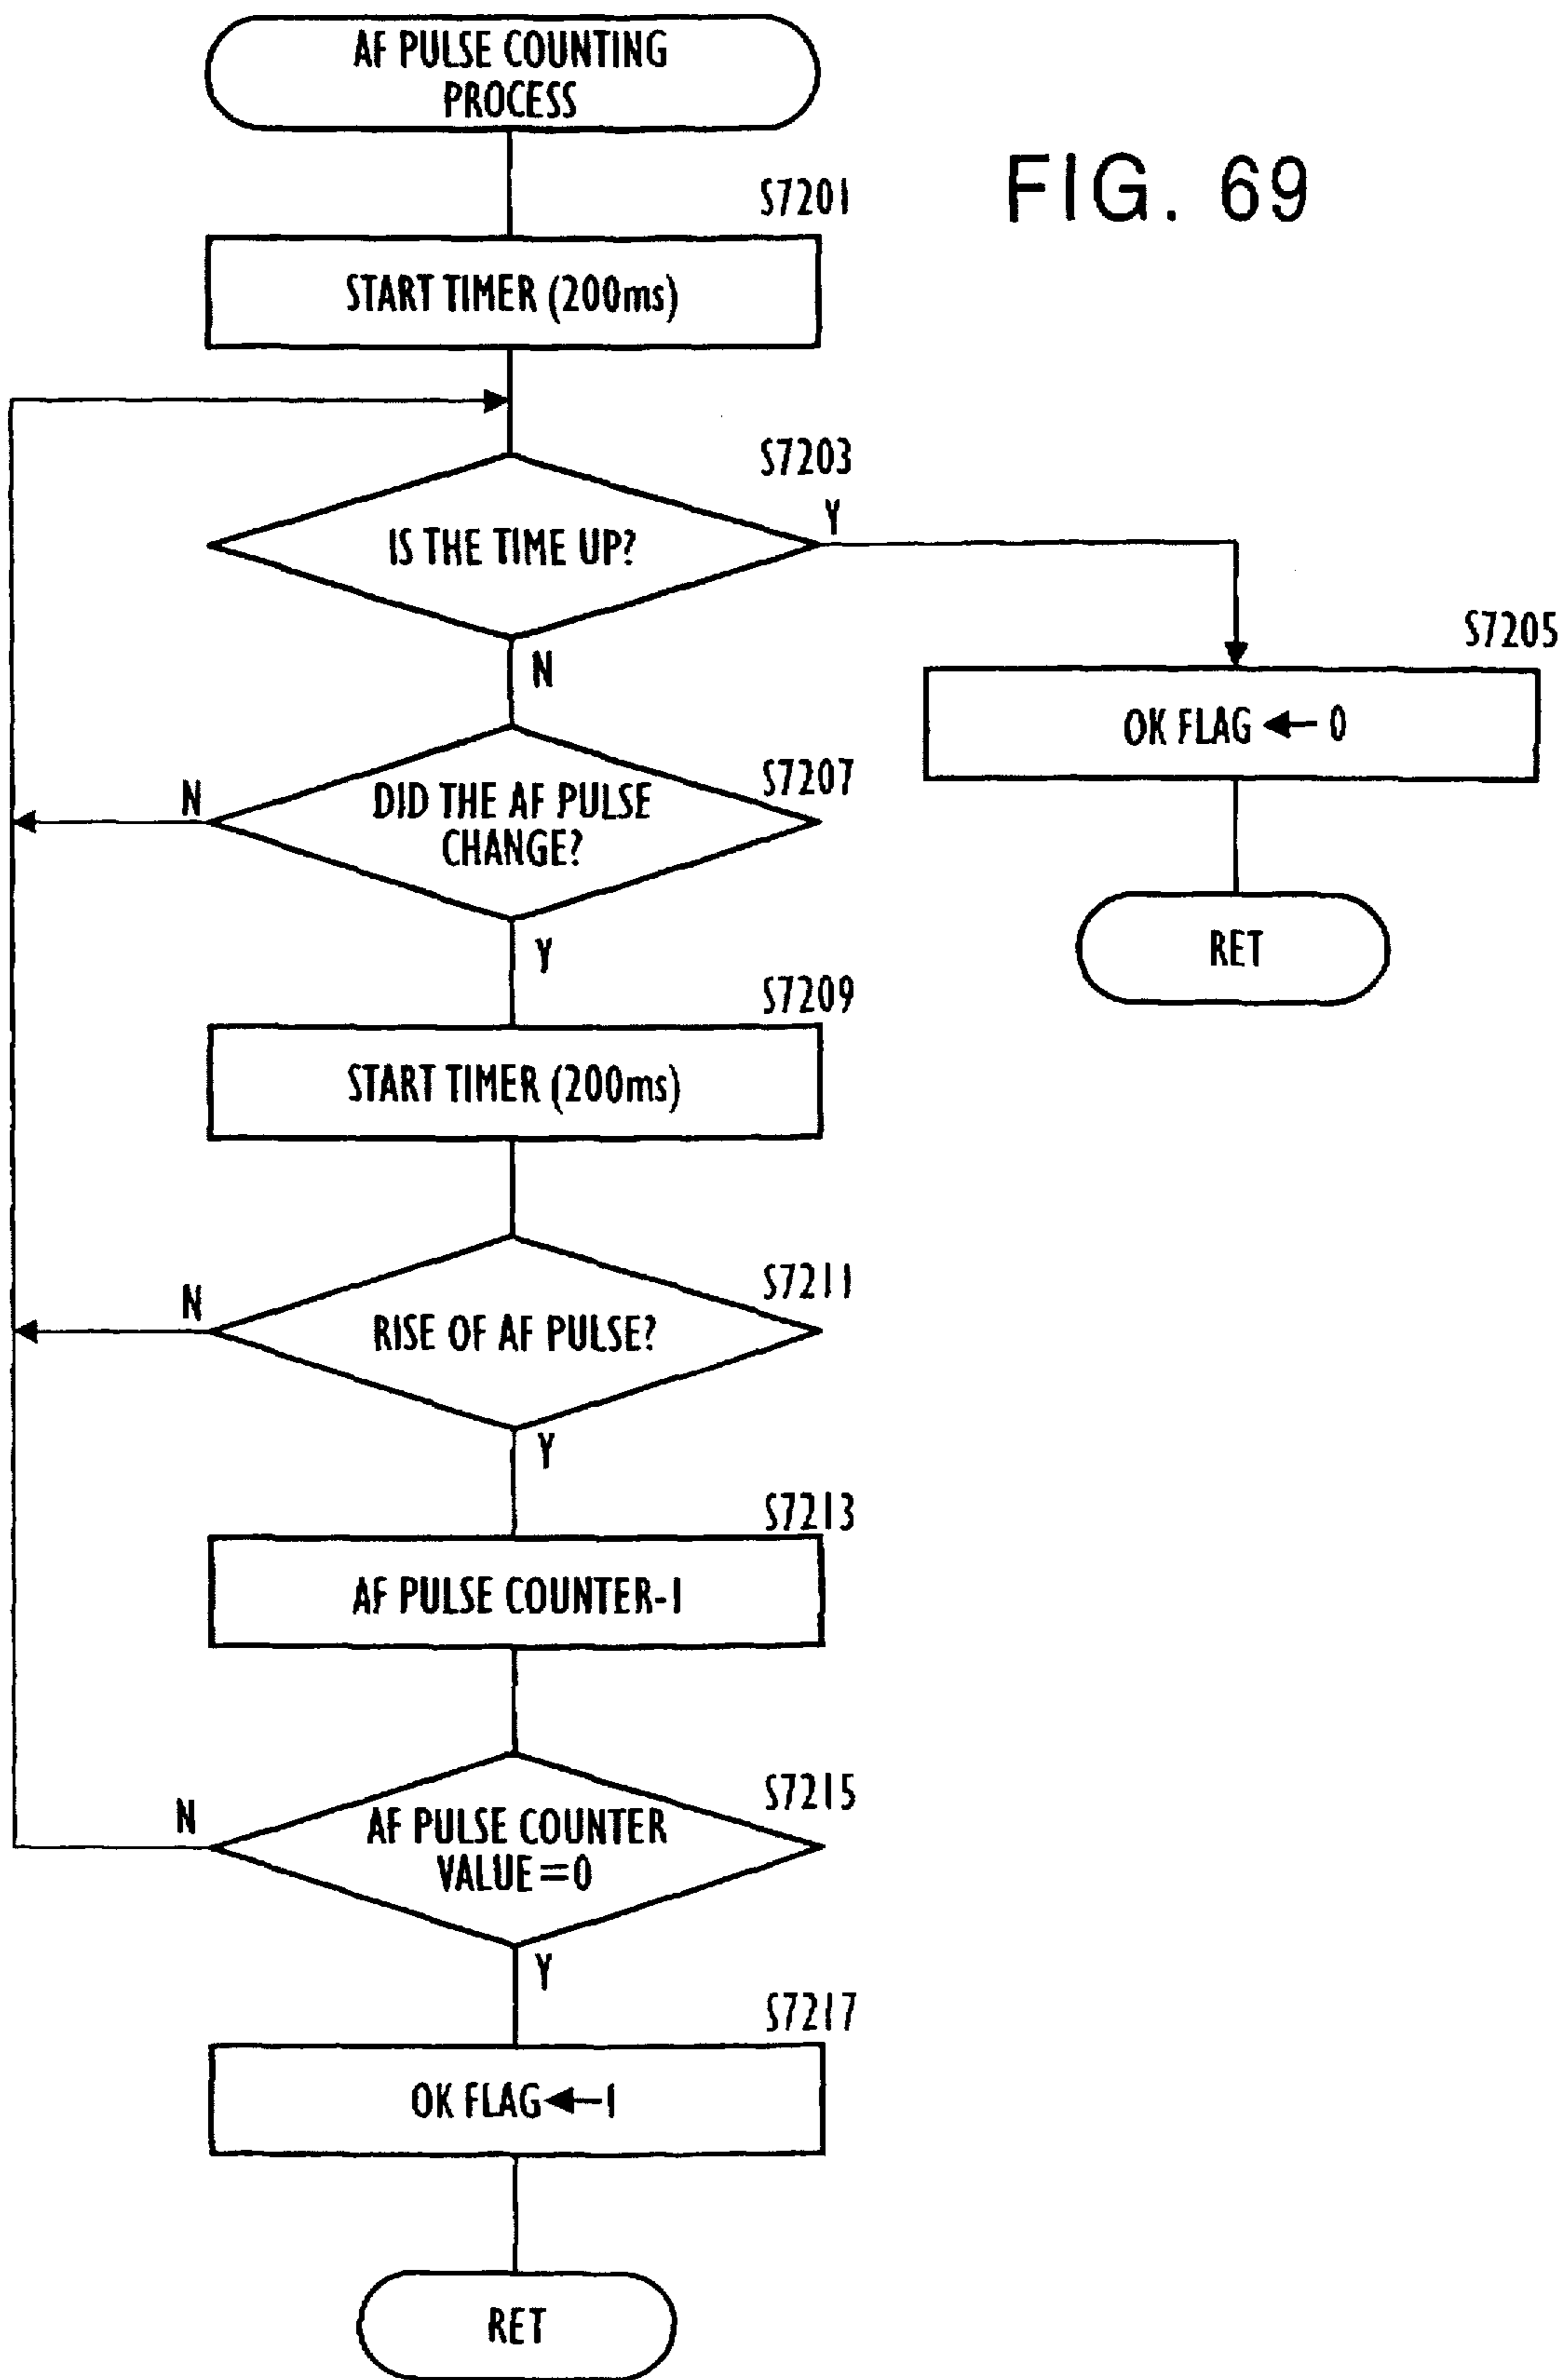 AF PULSE COUNTING
PROCESS
FIG. 69
S7201
START TIMER (200ms)
S7203
IS THE TIME UP?
Y
N
S7205
OK FLAG ← 0
RET
S7207
DID THE AF PULSE
CHANGE?
N
Y
S7209
START TIMER (200ms)
S7211
RISE OF AF PULSE?
N
Y
S7213
AF PULSE COUNTER-1
S7215
AF PULSE COUNTER
VALUE=0
N
Y
S7217
OK FLAG←1
RET